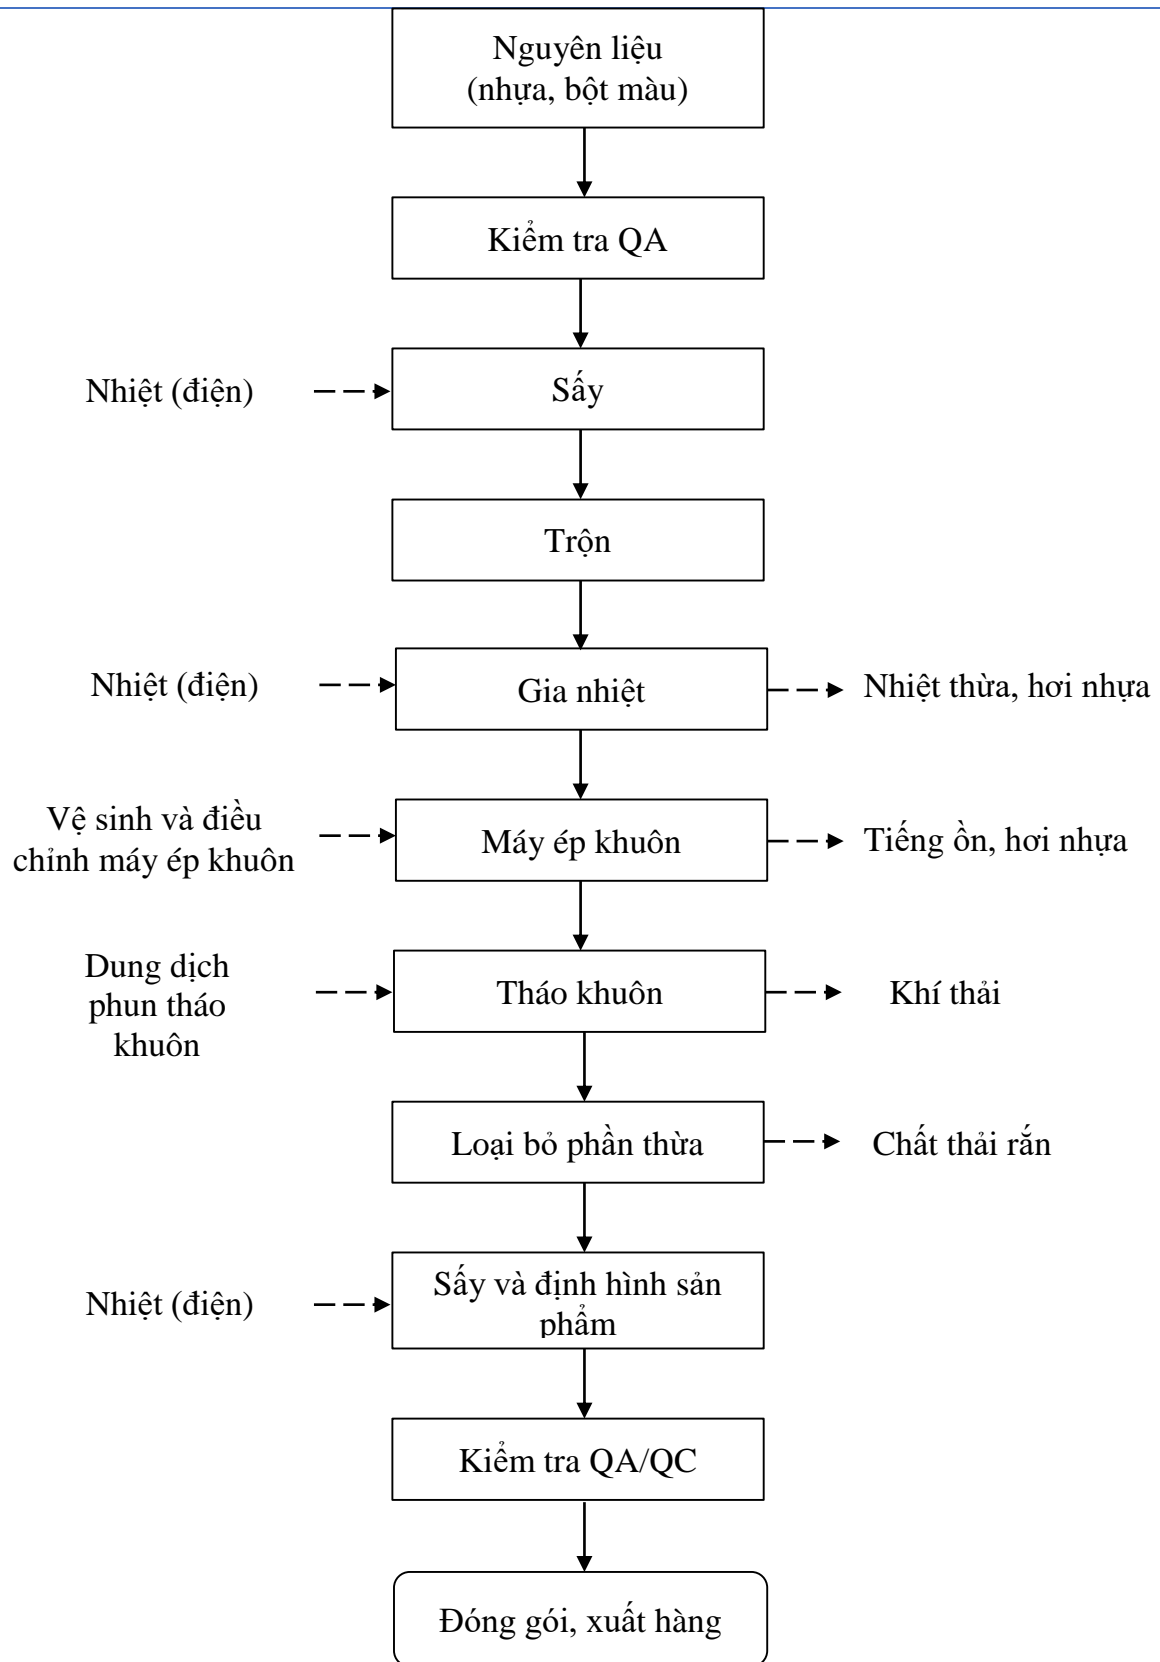 Nguyên liệu
(nhựa, bột màu)
Kiểm tra QA
Nhiệt (điện)
Sấy
Trộn
Nhiệt (điện)
Gia nhiệt
Nhiệt thừa, hơi nhựa
Vệ sinh và điều
chỉnh máy ép khuôn
Máy ép khuôn
Tiếng ồn, hơi nhựa
Dung dịch
phun tháo
khuôn
Tháo khuôn
Khí thải
Loại bỏ phần thừa
Chất thải rắn
Nhiệt (điện)
Sấy và định hình sản
phẩm
Kiểm tra QA/QC
Đóng gói, xuất hàng